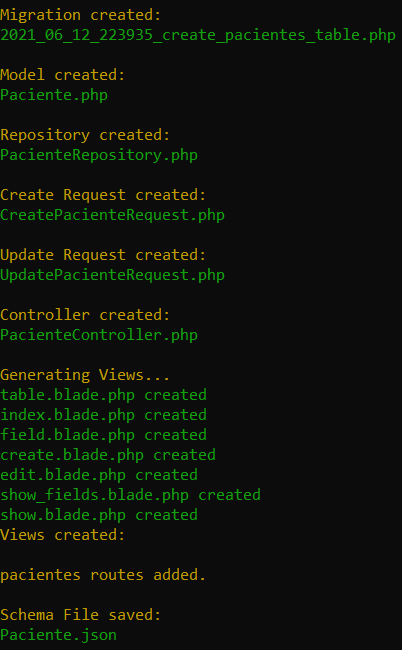 Migration created:
2021_06_12_223935_create_pacientes_table.php
Model created:
Paciente.php
Repository created:
PacienteRepository.php
Create Request created:
CreatePacienteRequest.php
Update Request created:
UpdatePacienteRequest.php
Controller created:
PacienteController.php
Generating Views...
table.blade.php created
index.blade.php created
field.blade.php created
create.blade.php created
edit.blade.php created
show_fields.blade.php created
show.blade.php created
Views created:
pacientes routes added.
Schema File saved:
Paciente.json